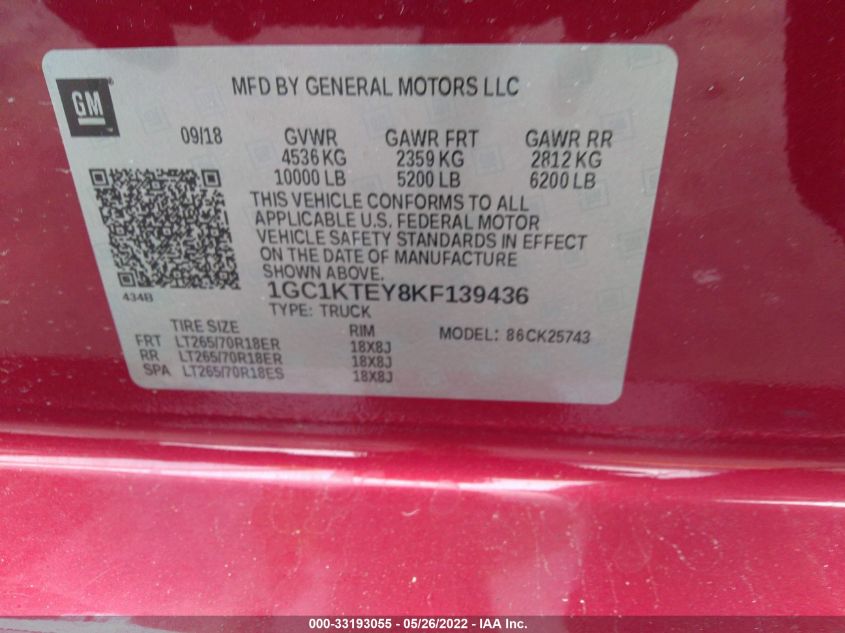 GM
MFD BY GENERAL MOTORS LLC
09/18 GVWR GAWR FRT GAWR RR
4536 KG 2359 KG 2812 KG
10000 LB 5200 LB 6200 LB
THIS VEHICLE CONFORMS TO ALL
APPLICABLE U.S. FEDERAL MOTOR
VEHICLE SAFETY STANDARDS IN EFFECT
ON THE DATE OF MANUFACTURE
SHOWN ABOVE.
434B
1GC1KTEY8KF139436
TYPE: TRUCK
TIRE SIZE RIM MODEL: 86CK25743
FRT LT265/70R18ER 18X8J
RR LT265/70R18ER 18X8J
SPA LT265/70R18ES 18X8J
000-33193055 - 05/26/2022 - IAA Inc.